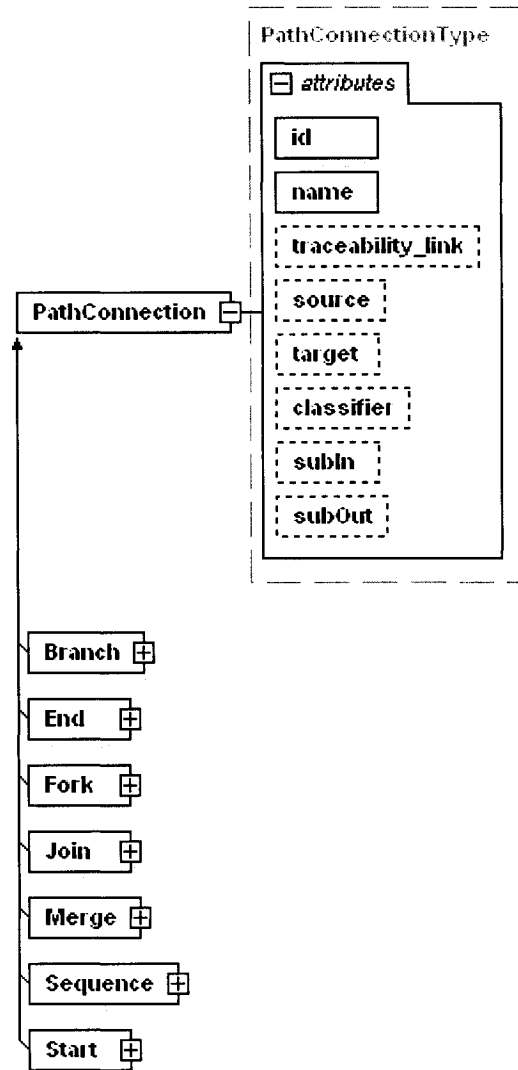 PathConnectionType
attributes
id
name
traceability_link
source
PathConnection
target
classifier
subIn
subOut
Branch
End
Fork
Join
Merge
Sequence
Start